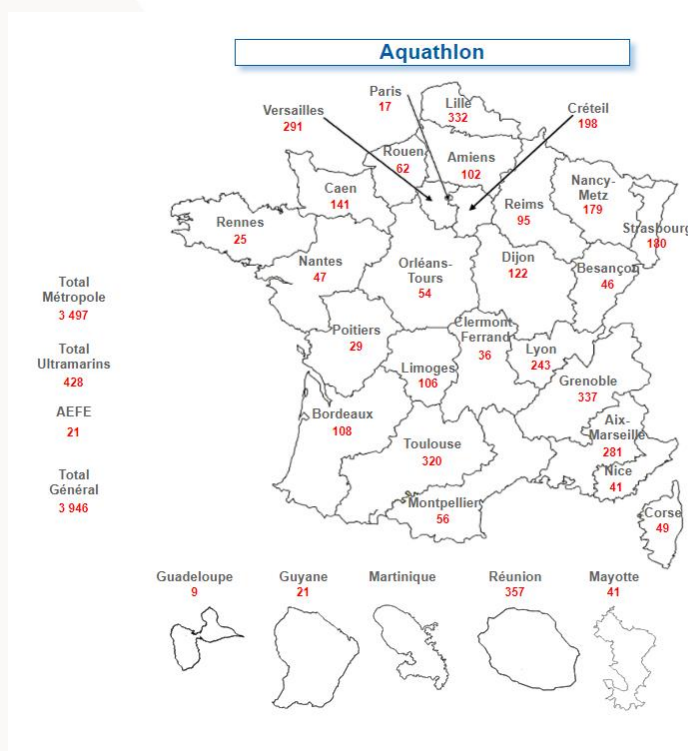 Aquathlon
Paris
17
Lille
332
Versailles
291
Créteil
198
Rouen
62
Amiens
102
Caen
141
Reims
95
Nancy-
Metz
179
Rennes
25
Strasbourg
180
Nantes
47
Orléans-
Tours
54
Dijon
122
Besançon
46
Total
Métropole
3 497
Poitiers
29
Clermont
Ferrand
36
Lyon
243
Total
Ultramarins
428
Limoges
106
Grenoble
337
AEFE
21
Bordeaux
108
Aix-
Marseille
281
Toulouse
320
Nice
41
Total
Général
3 946
Montpellier
56
Corse
49
Guadeloupe
9
Guyane
21
Martinique
Réunion
357
Mayotte
41